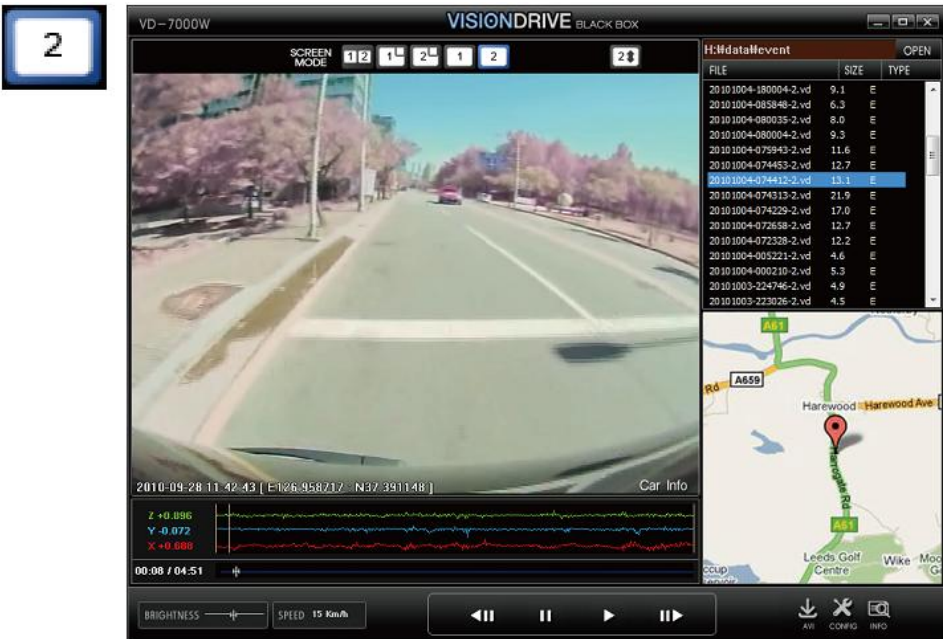 2
VD-7000W
VISIONDRIVE BLACK BOX
SCREEN MODE
1 2
1
2
1
2
2
H:\data\event
OPEN
FILE SIZE TYPE
20101004-180004-2.vd 9.1 E
20101004-085848-2.vd 6.3 E
20101004-080035-2.vd 8.0 E
20101004-080004-2.vd 9.3 E
20101004-075943-2.vd 11.6 E
20101004-074453-2.vd 12.7 E
20101004-074412-2.vd 13.1 E
20101004-074313-2.vd 21.9 E
20101004-074229-2.vd 17.0 E
20101004-072658-2.vd 12.7 E
20101004-072328-2.vd 12.2 E
20101004-005221-2.vd 4.6 E
20101004-000210-2.vd 5.3 E
20101003-224746-2.vd 4.9 E
20101003-223026-2.vd 4.5 E
2010-09-28 11:42:43 [ E126.958717 N37.391148 ]
Car Info
A61
A659
Rd
Harewood
Harewood Ave
Harrogate Rd
A61
Leeds Golf
Centre
Wike
Z +0.896
Y -0.072
X +0.688
00:08 / 04:51
BRIGHTNESS
SPEED 15 Km/h
AVI
CONFIG
INFO